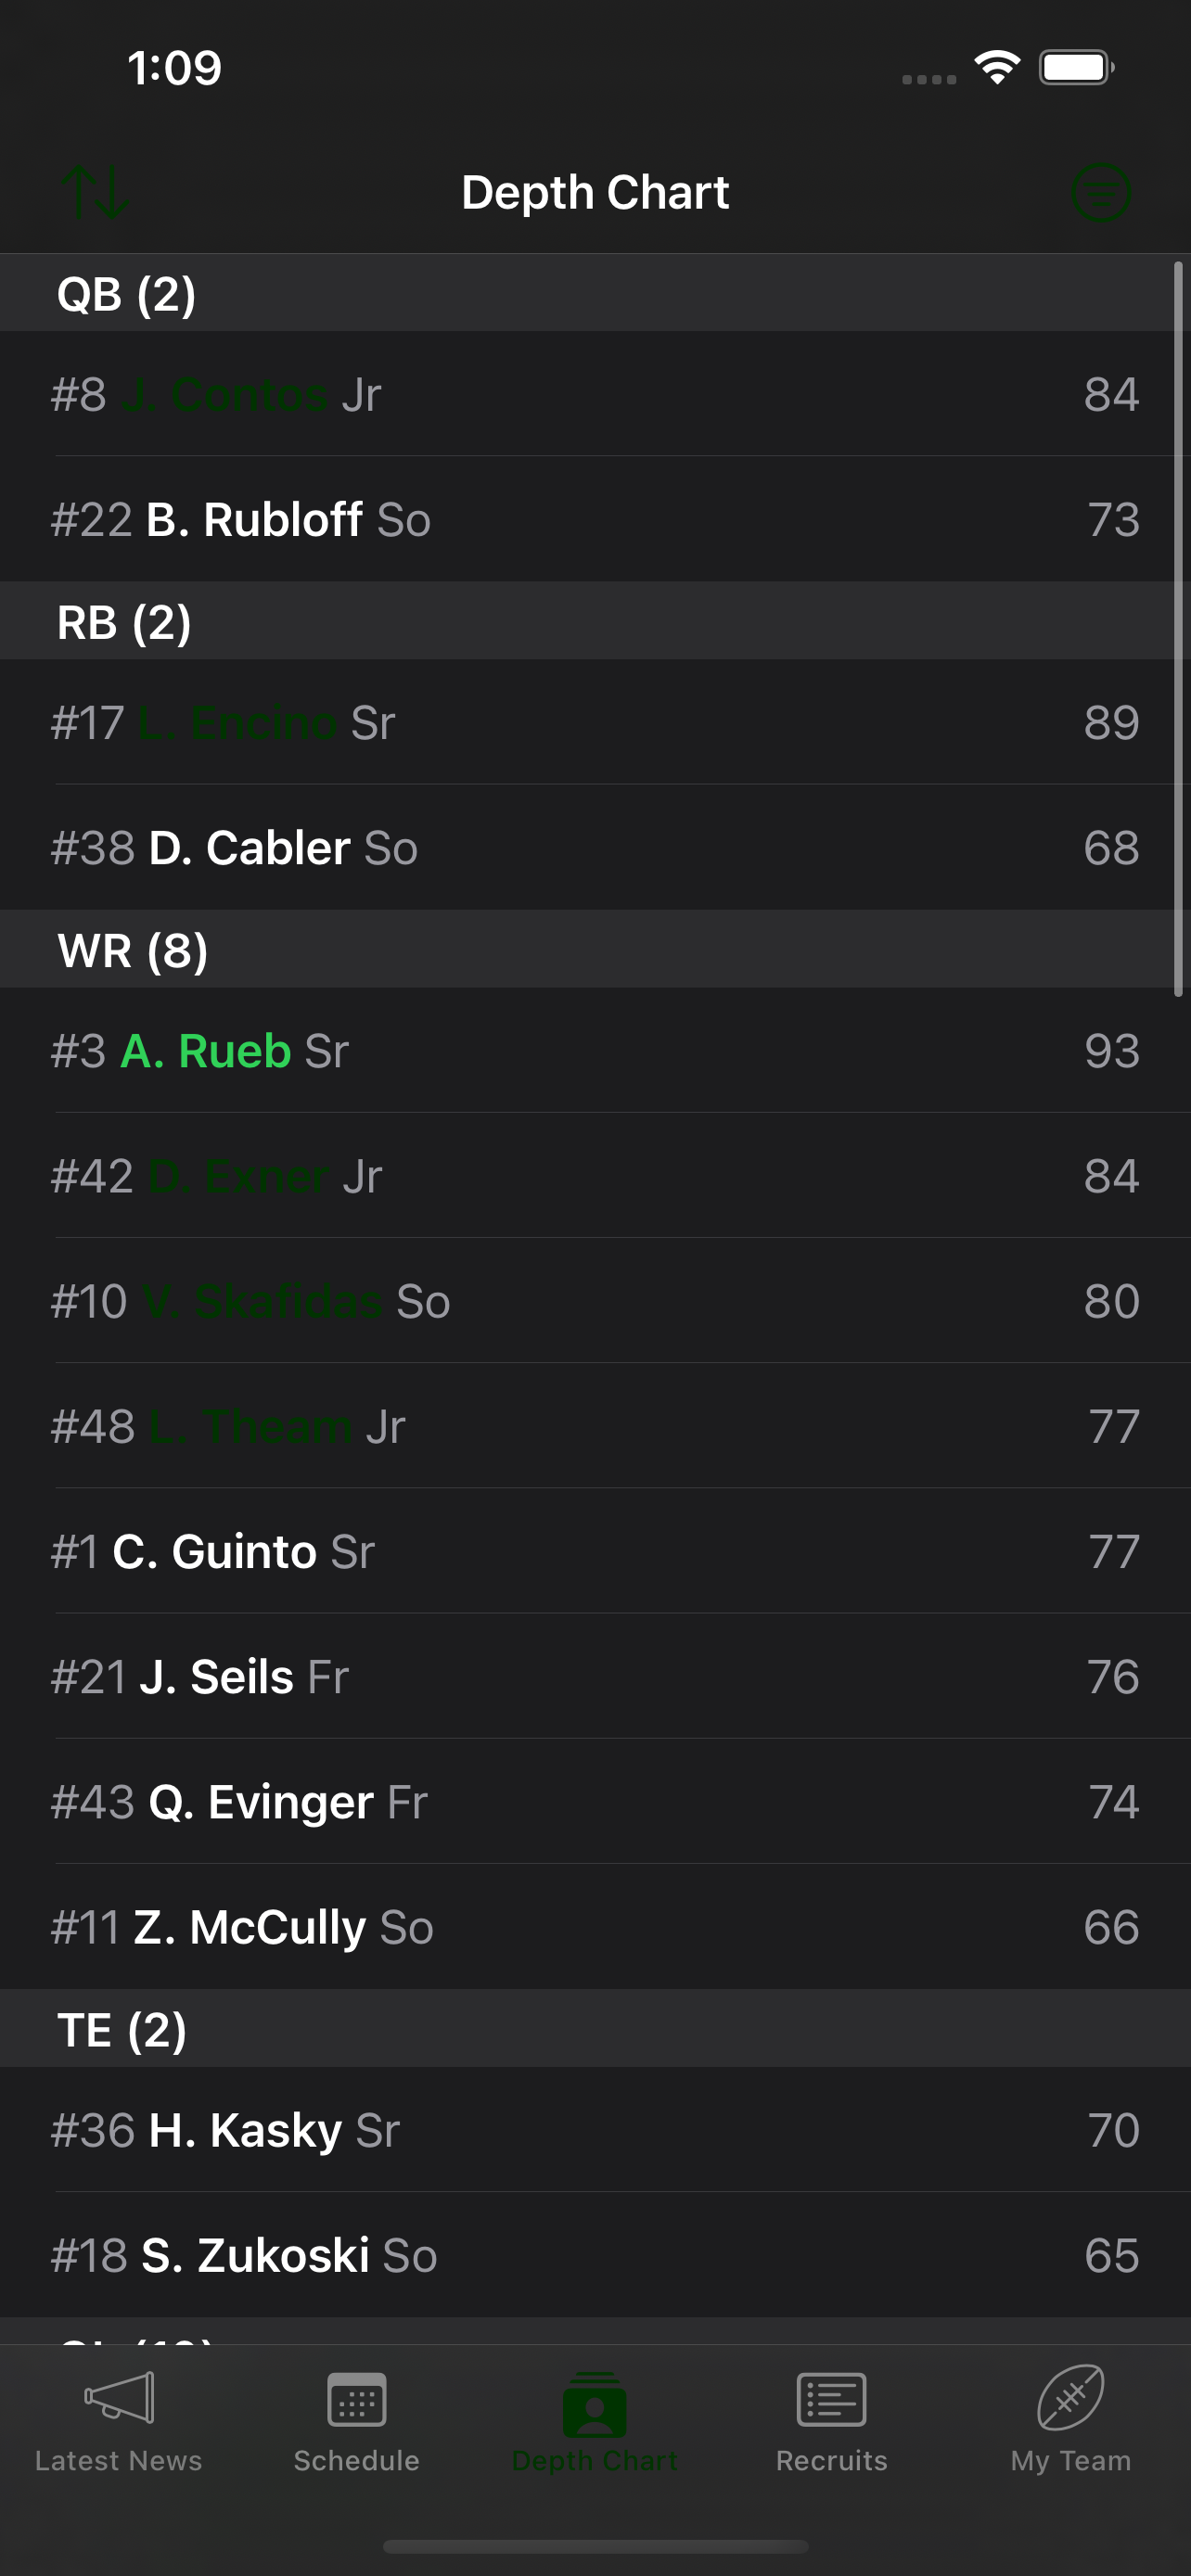 1:09
Depth Chart
QB (2)
#8 J. Contos Jr 84
#22 B. Rubloff So 73
RB (2)
#17 L. Encino Sr 89
#38 D. Cabler So 68
WR (8)
#3 A. Rueb Sr 93
#42 D. Exner Jr 84
#10 V. Skafidas So 80
#48 L. Theam Jr 77
#1 C. Guinto Sr 77
#21 J. Seils Fr 76
#43 Q. Evinger Fr 74
#11 Z. McCully So 66
TE (2)
#36 H. Kasky Sr 70
#18 S. Zukoski So 65
Latest News Schedule Depth Chart Recruits My Team